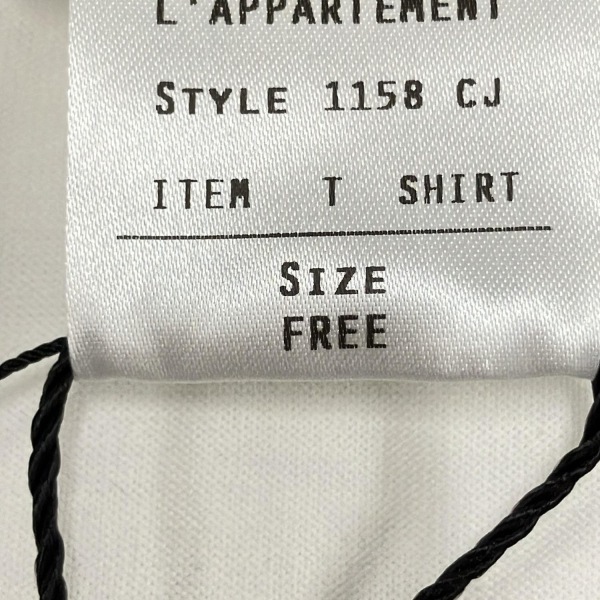 L'APPARTEMENT
STYLE 1158 CJ
ITEM T SHIRT
SIZE
FREE